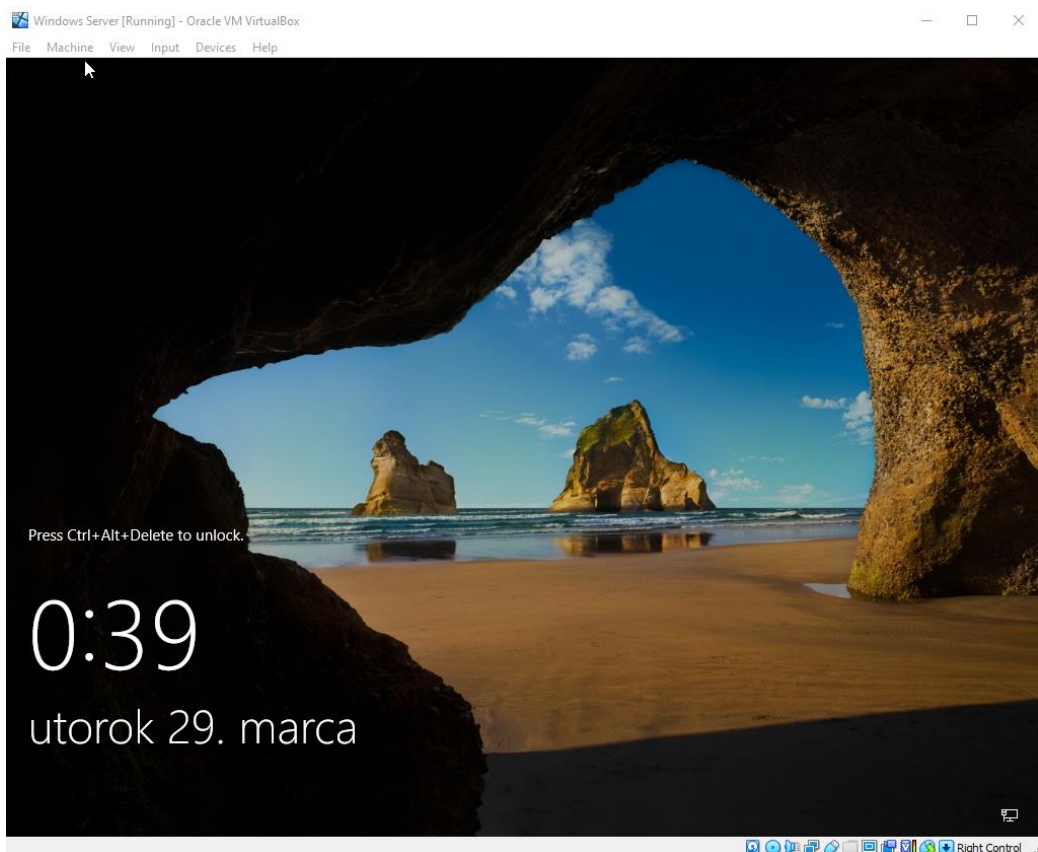 Windows Server [Running] - Oracle VM VirtualBox
File Machine View Input Devices Help
Press Ctrl+Alt+Delete to unlock.
0:39
utorok 29. marca
Right Control